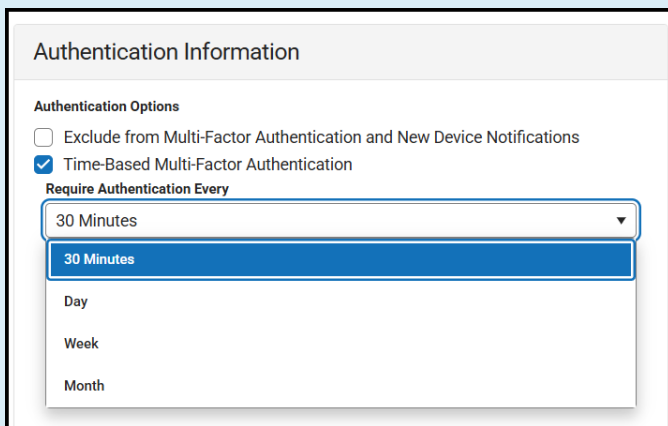 Authentication Information
Authentication Options
Exclude from Multi-Factor Authentication and New Device Notifications
Time-Based Multi-Factor Authentication
Require Authentication Every
30 Minutes
30 Minutes
Day
Week
Month